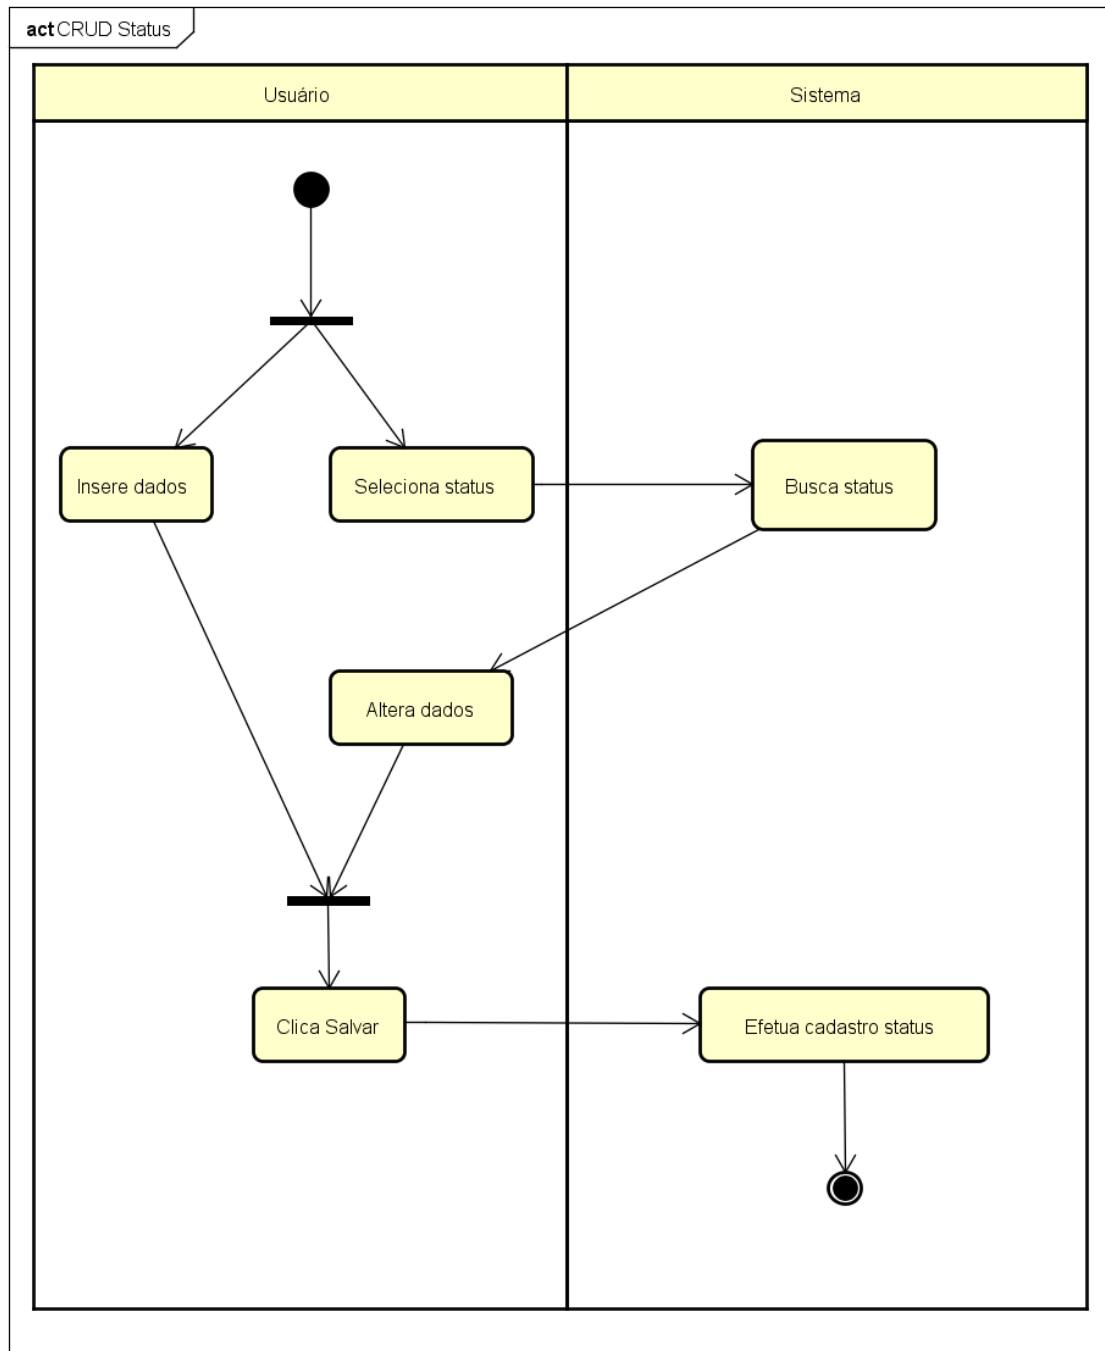 act CRUD Status
Usuário
Sistema
Insere dados
Seleciona status
Busca status
Altera dados
Clica Salvar
Efetua cadastro status